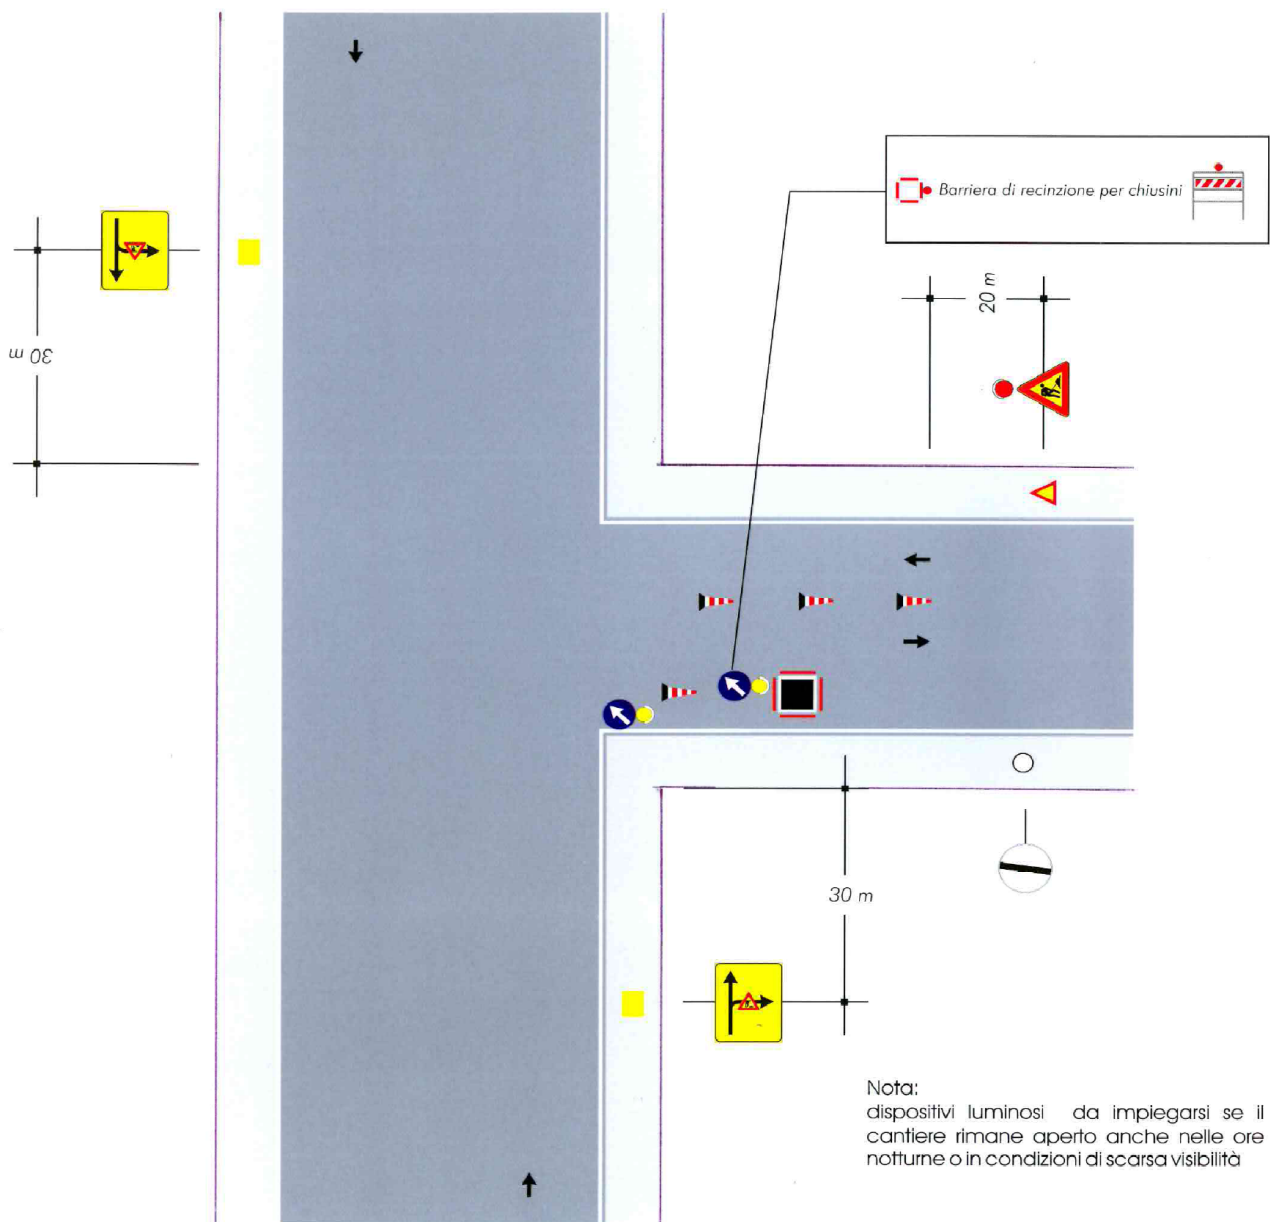 Barriera di recinzione per chiusini
20 m
30 m
30 m
Nota:
dispositivi luminosi da impiegarsi se il
cantiere rimane aperto anche nelle ore
notturne o in condizioni di scarsa visibilità